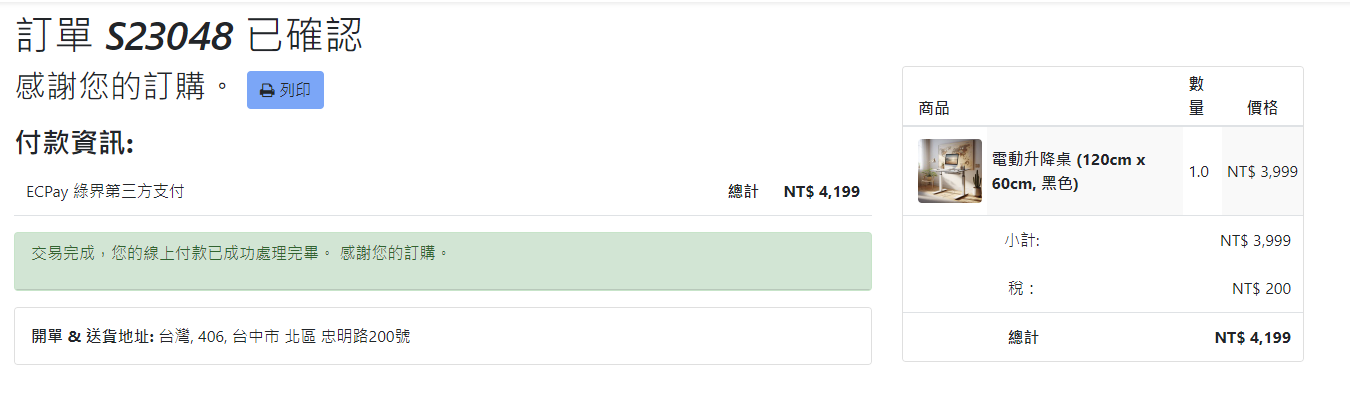 訂單 S23048 已確認
感謝您的訂購。 列印
付款資訊:
ECPay 綠界第三方支付 總計 NT$ 4,199
交易完成，您的線上付款已成功處理完畢。 感謝您的訂購。
開單 & 送貨地址: 台灣, 406, 台中市 北區 忠明路200號
商品 數量 價格
電動升降桌 (120cm x
60cm, 黑色) 1.0 NT$ 3,999
小計: NT$ 3,999
稅： NT$ 200
總計 NT$ 4,199